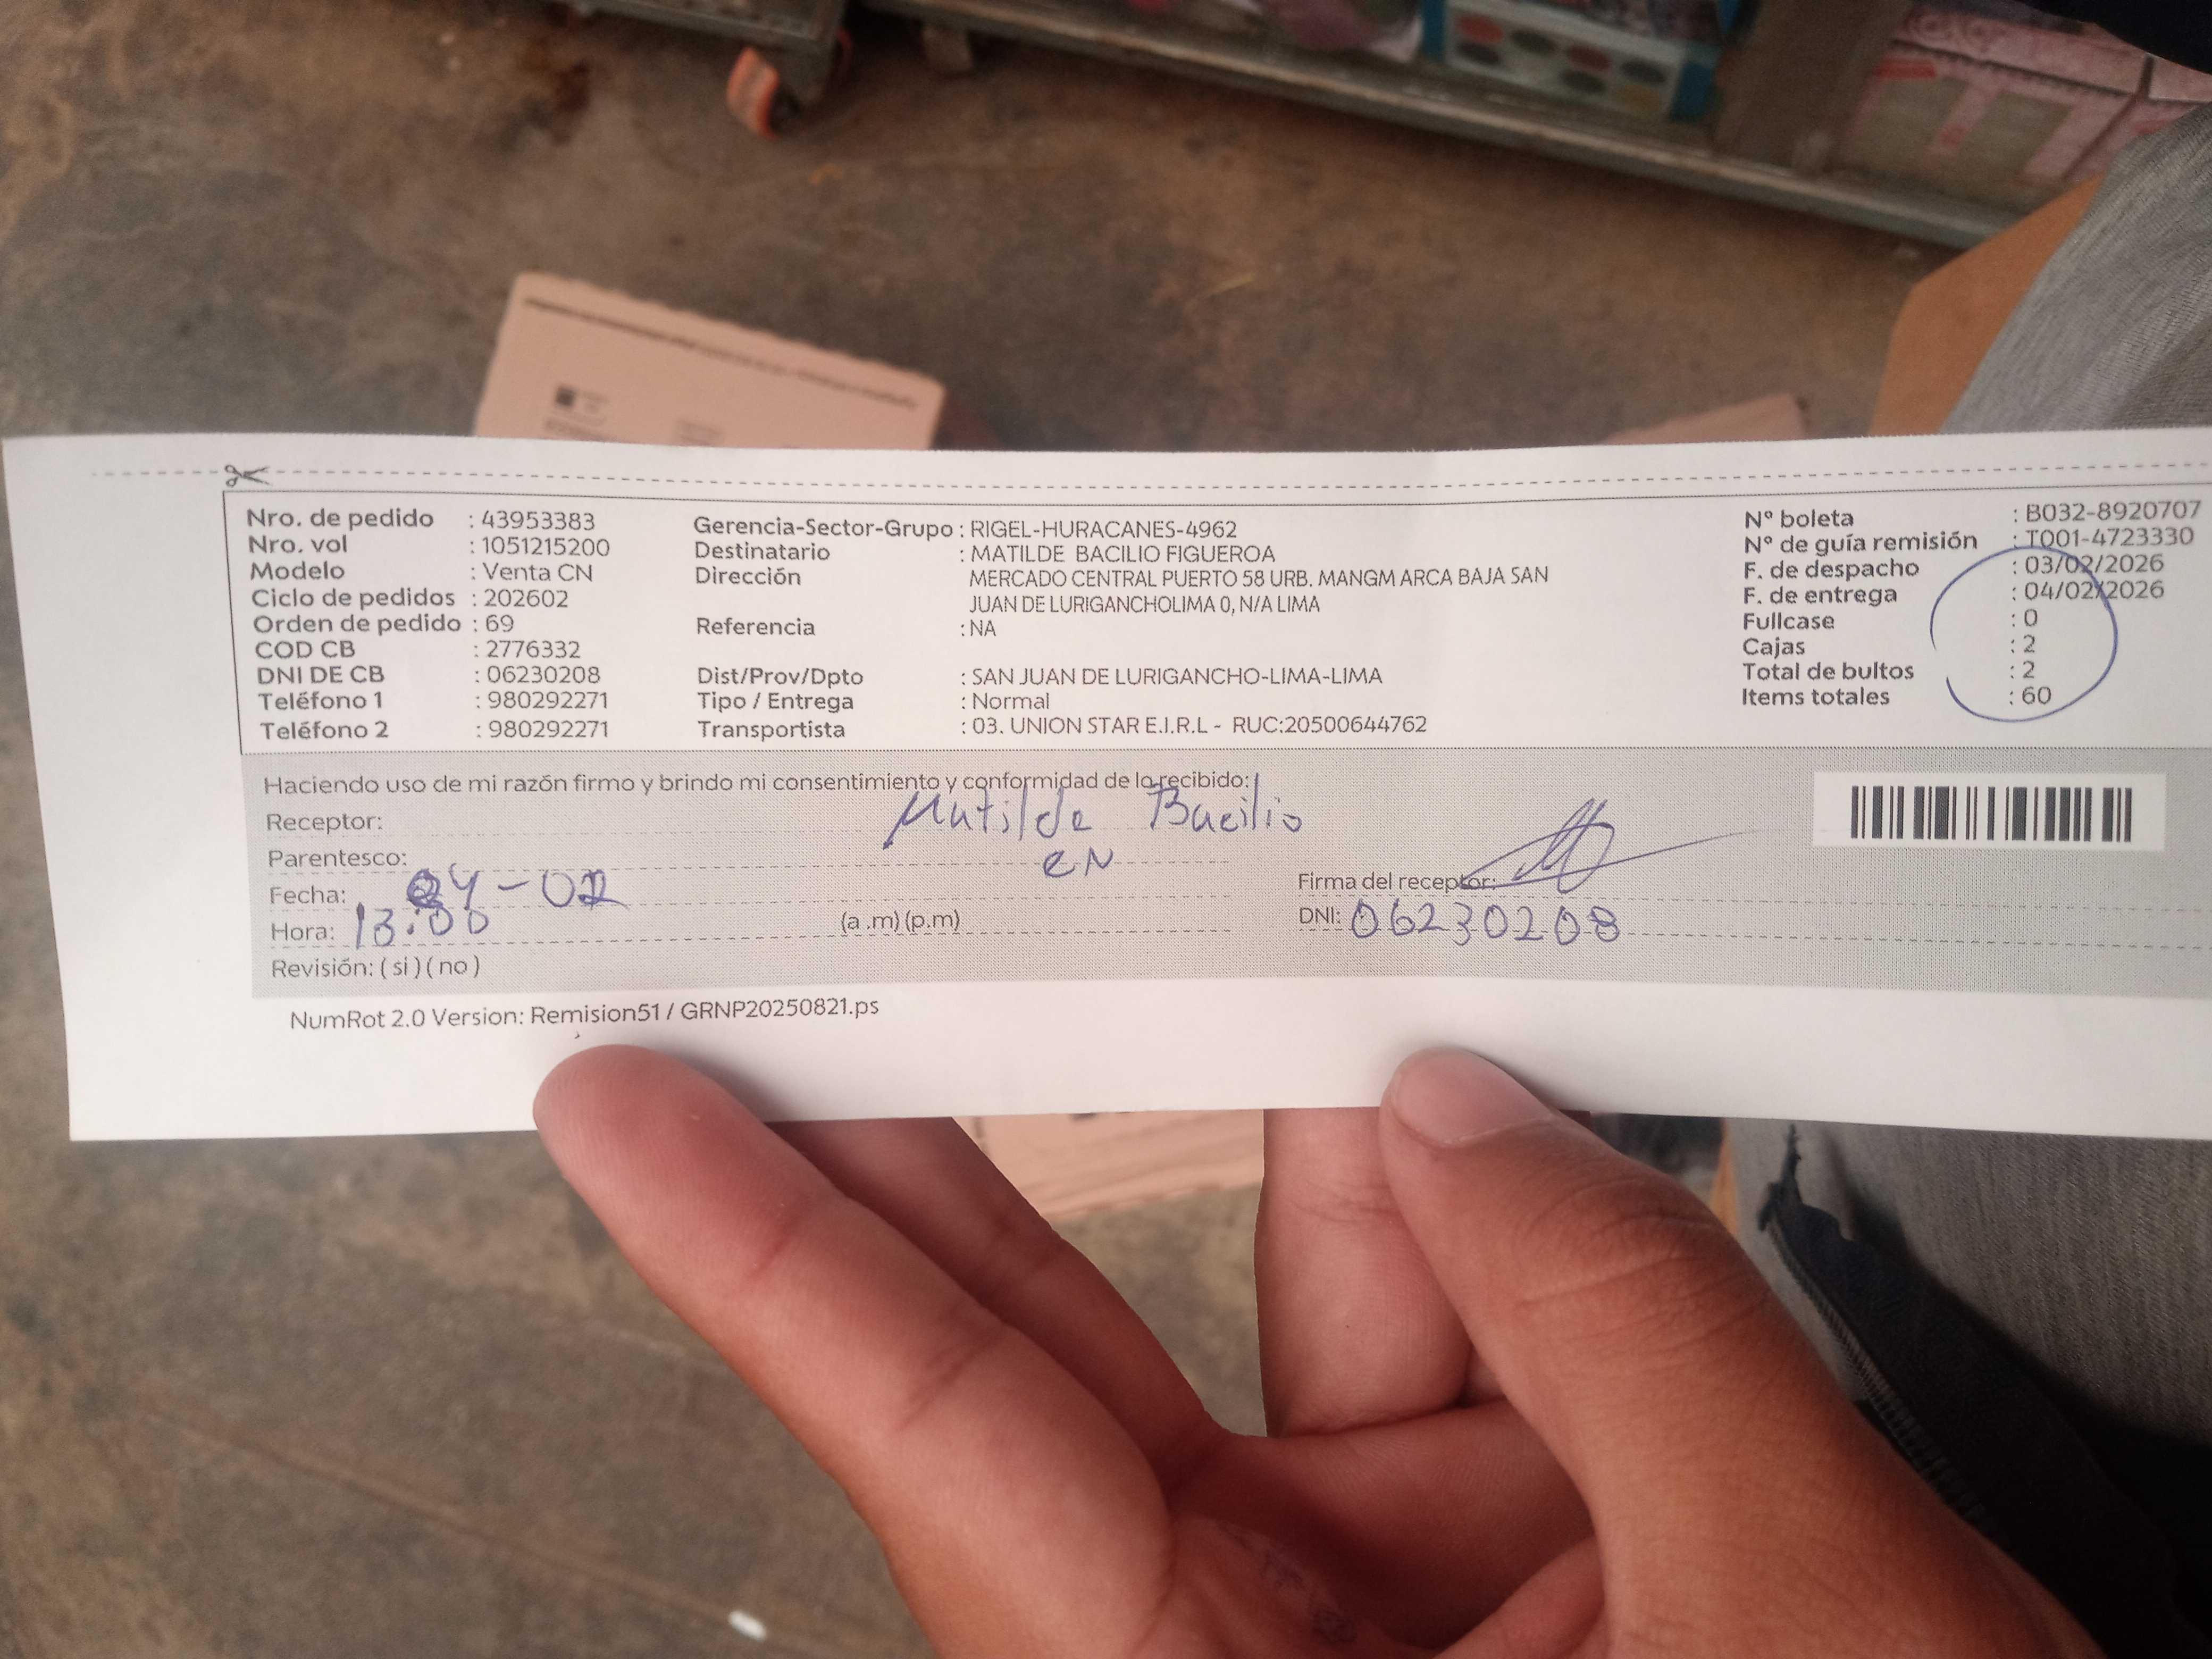 Nro. de pedido : 43953383
Nro. vol : 1051215200
Modelo : Venta CN
Ciclo de pedidos : 202602
Orden de pedido : 69
COD CB : 2776332
DNI DE CB : 06230208
Teléfono 1 : 980292271
Teléfono 2 : 980292271
Gerencia-Sector-Grupo : RIGEL-HURACANES-4962
Destinatario : MATILDE BACILIO FIGUEROA
Dirección MERCADO CENTRAL PUERTO 58 URB. MANGM ARCA BAJA SAN
JUAN DE LURIGANCHOLIMA 0, N/A LIMA
Referencia : NA
Dist/Prov/Dpto : SAN JUAN DE LURIGANCHO-LIMA-LIMA
Tipo / Entrega : Normal
Transportista : 03. UNION STAR E.I.R.L - RUC:20500644762
N° boleta : B032-8920707
N° de guía remisión : T001-4723330
F. de despacho : 03/02/2026
F. de entrega : 04/02/2026
Fullcase : 0
Cajas : 2
Total de bultos : 2
Items totales : 60
Haciendo uso de mi razón firmo y brindo mi consentimiento y conformidad de lo recibido:
Receptor: Matilde Bacilio
Parentesco: CN
Fecha: 04-02
Hora: 13:00 (a .m) (p.m)
Revisión: ( si ) ( no )
Firma del receptor:
DNI: 06230208
NumRot 2.0 Version: Remision51 / GRNP20250821.ps